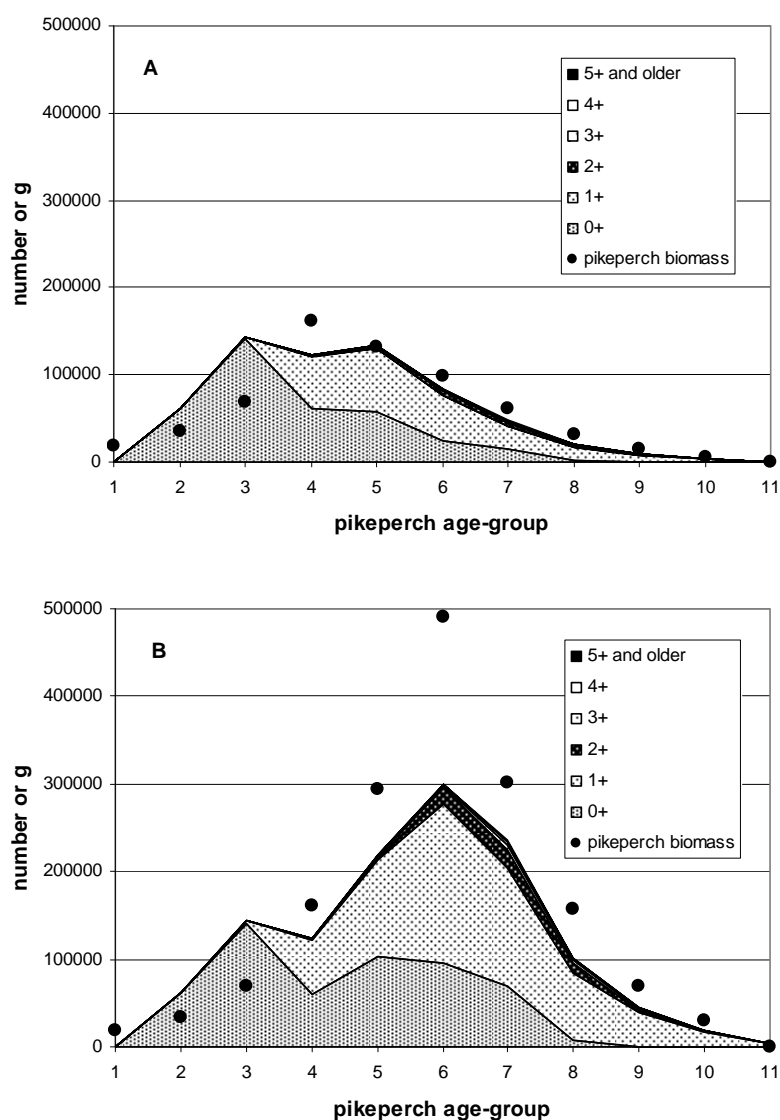 500000
A
5+ and older
4+
400000
3+
2+
number or g
1+
300000
0+
pikeperch biomass
200000
100000
0
1 2 3 4 5 6 7 8 9 10 11
pikeperch age-group
500000
B
5+ and older
4+
400000
3+
2+
number or g
1+
300000
0+
pikeperch biomass
200000
100000
0
1 2 3 4 5 6 7 8 9 10 11
pikeperch age-group